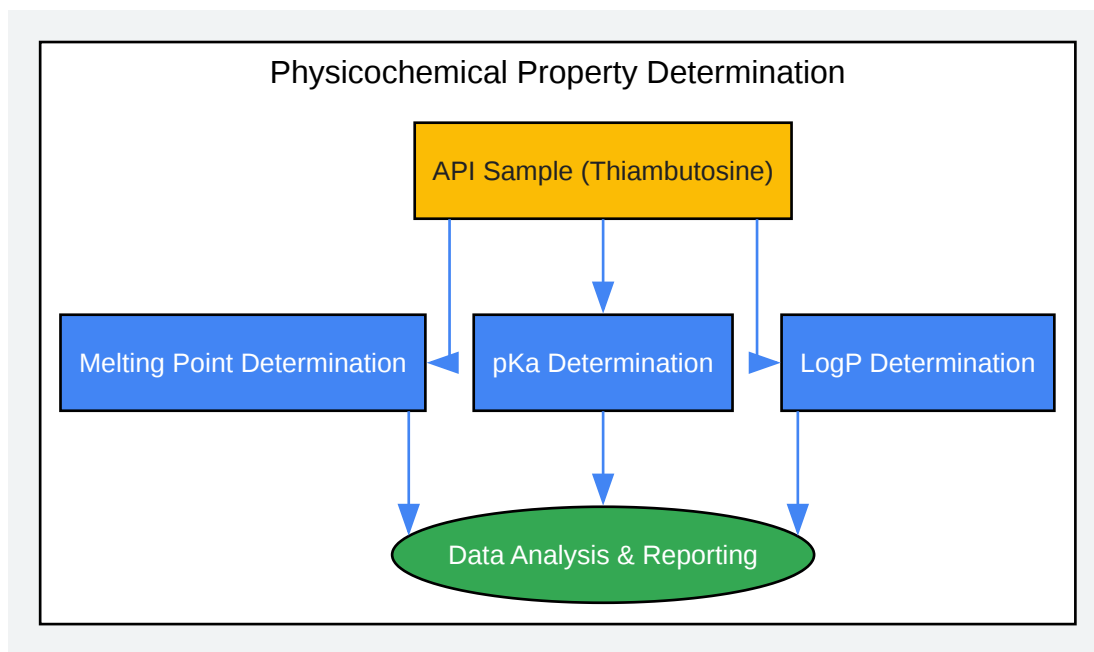 Physicochemical Property Determination
API Sample (Thiambutosine)
Melting Point Determination
pKa Determination
LogP Determination
Data Analysis & Reporting